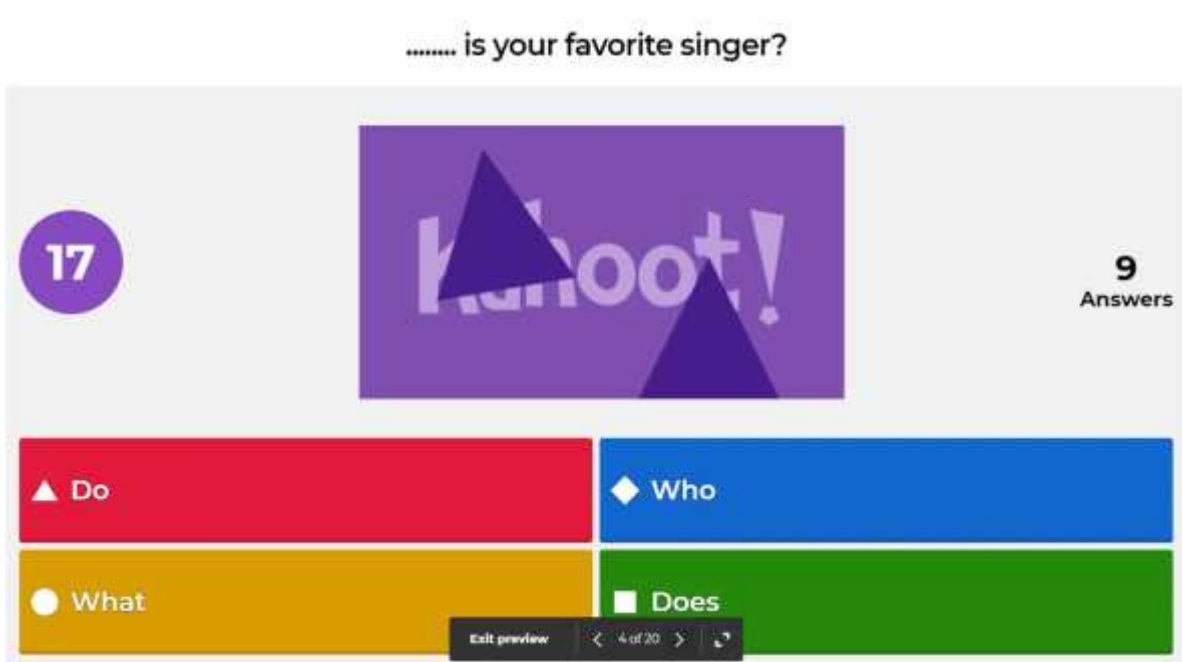 ........ is your favorite singer?
Kahoot!
17
9
Answers
Do
Who
What
Does
Exit preview
4 of 20